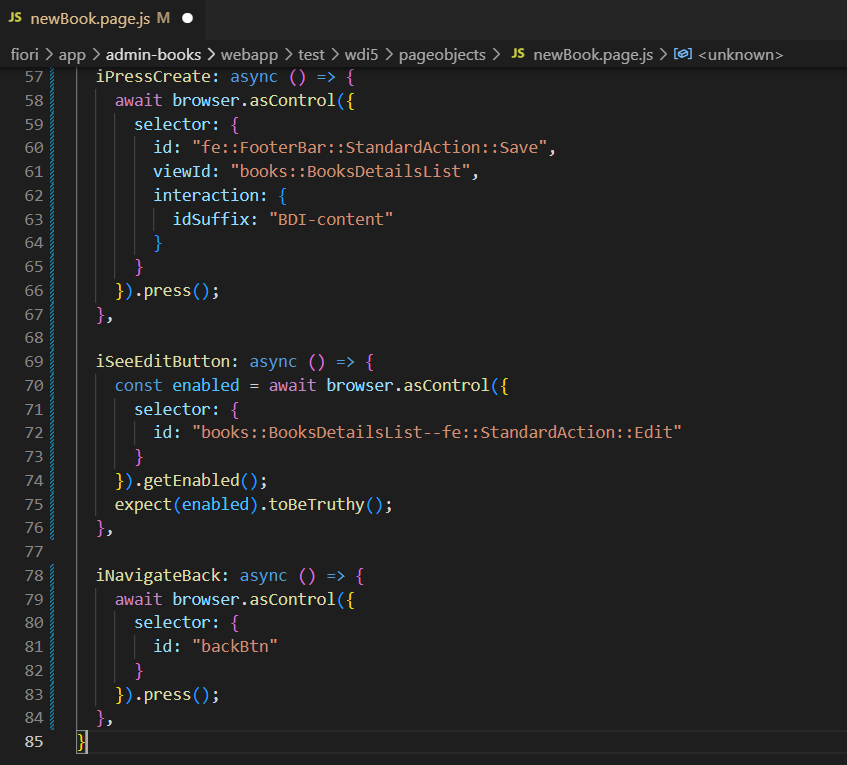 JS newBook.page.js M ●
fiori > app > admin-books > webapp > test > wdi5 > pageobjects > JS newBook.page.js > <unknown>
57 iPressCreate: async () => {
58 await browser.asControl({
59 selector: {
60 id: "fe::FooterBar::StandardAction::Save",
61 viewId: "books::BooksDetailsList",
62 interaction: {
63 idSuffix: "BDI-content"
64 }
65 }
66 }).press();
67 },
68
69 iSeeEditButton: async () => {
70 const enabled = await browser.asControl({
71 selector: {
72 id: "books::BooksDetailsList--fe::StandardAction::Edit"
73 }
74 }).getEnabled();
75 expect(enabled).toBeTruthy();
76 },
77
78 iNavigateBack: async () => {
79 await browser.asControl({
80 selector: {
81 id: "backBtn"
82 }
83 }).press();
84 },
85 }